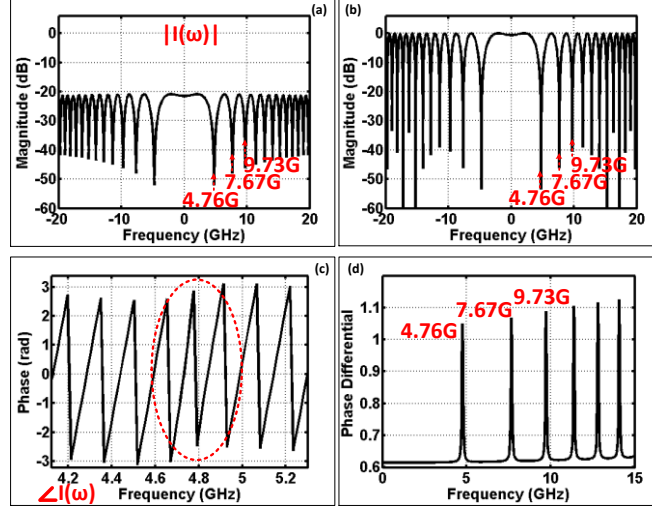 (a)
|I(ω)|
Magnitude (dB)
0
-10
-20
-30
-40
-50
-60
9.73G
7.67G
4.76G
-20 -10 0 10 20
Frequency (GHz)
(b)
Magnitude (dB)
0
-10
-20
-30
-40
-50
-60
9.73G
7.67G
4.76G
-20 -10 0 10 20
Frequency (GHz)
(c)
Phase (rad)
3
2
1
0
-1
-2
-3
4.2 4.4 4.6 4.8 5 5.2
∠I(ω)
Frequency (GHz)
(d)
Phase Differential
1.1
1
0.9
0.8
0.7
0.6
9.73G
7.67G
4.76G
0 5 10 15
Frequency (GHz)